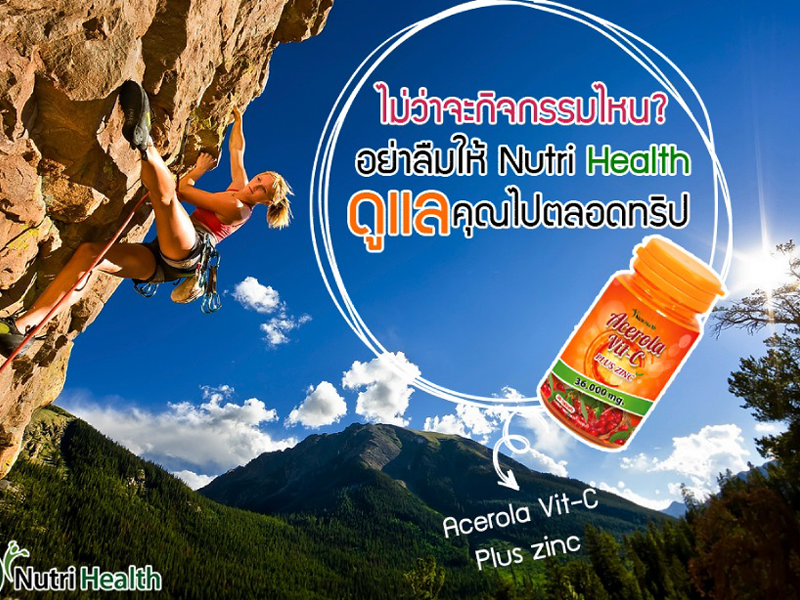 ไม่ว่าจะกิจกรรมไหน?
อย่าลืมให้ Nutri Health
ดูแลคุณไปตลอดทริป
Acerola
Vit-C
PLUS ZINC
36,000 mg.
Acerola Vit-C
Plus zinc
Nutri Health